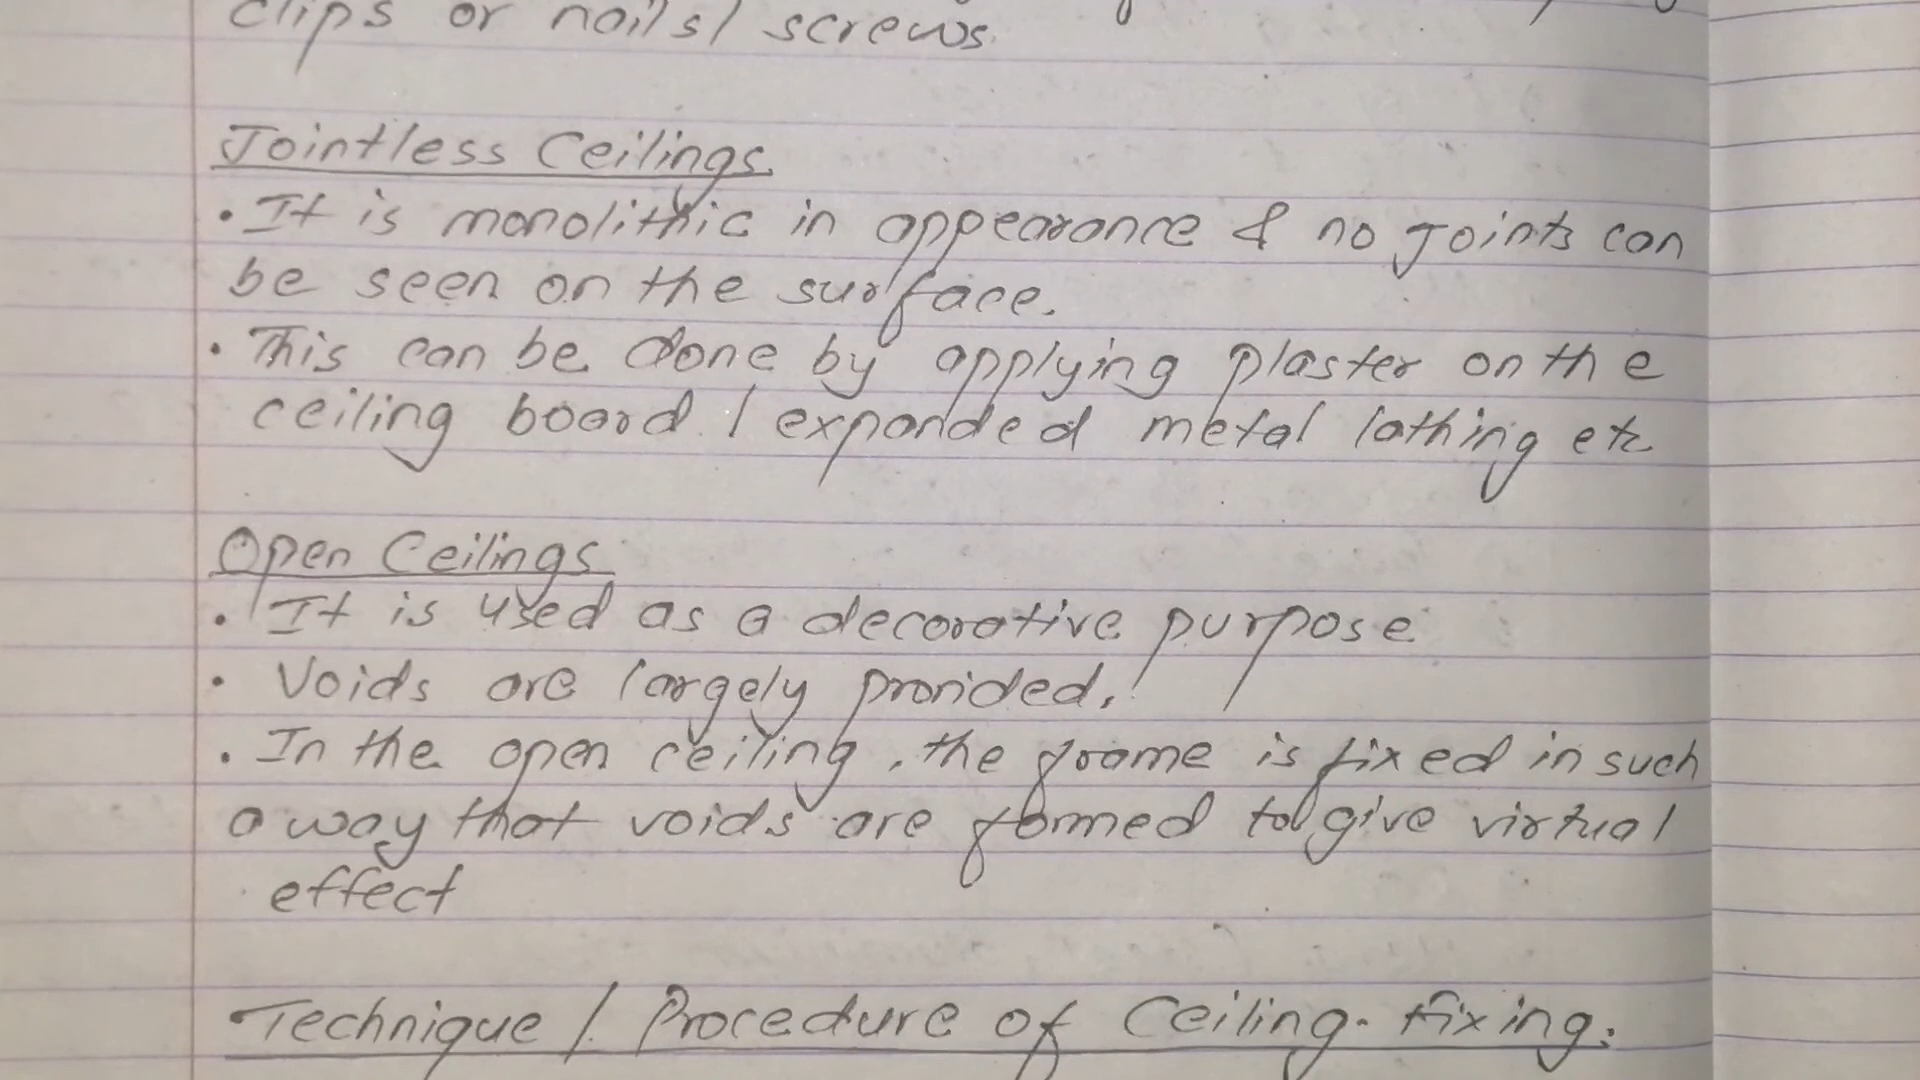 clips or nails/ screws.
Jointless Ceilings.
• It is monolithic in appearance & no joints can
be seen on the surface.
• This can be done by applying plaster on the
ceiling board / expanded metal lathing etc
Open Ceilings
• It is used as a decorative purpose
• Voids are largely provided.
• In the open ceiling, the frame is fixed in such
a way that voids are formed to give virtual
effect
Technique / Procedure of Ceiling-fixing: